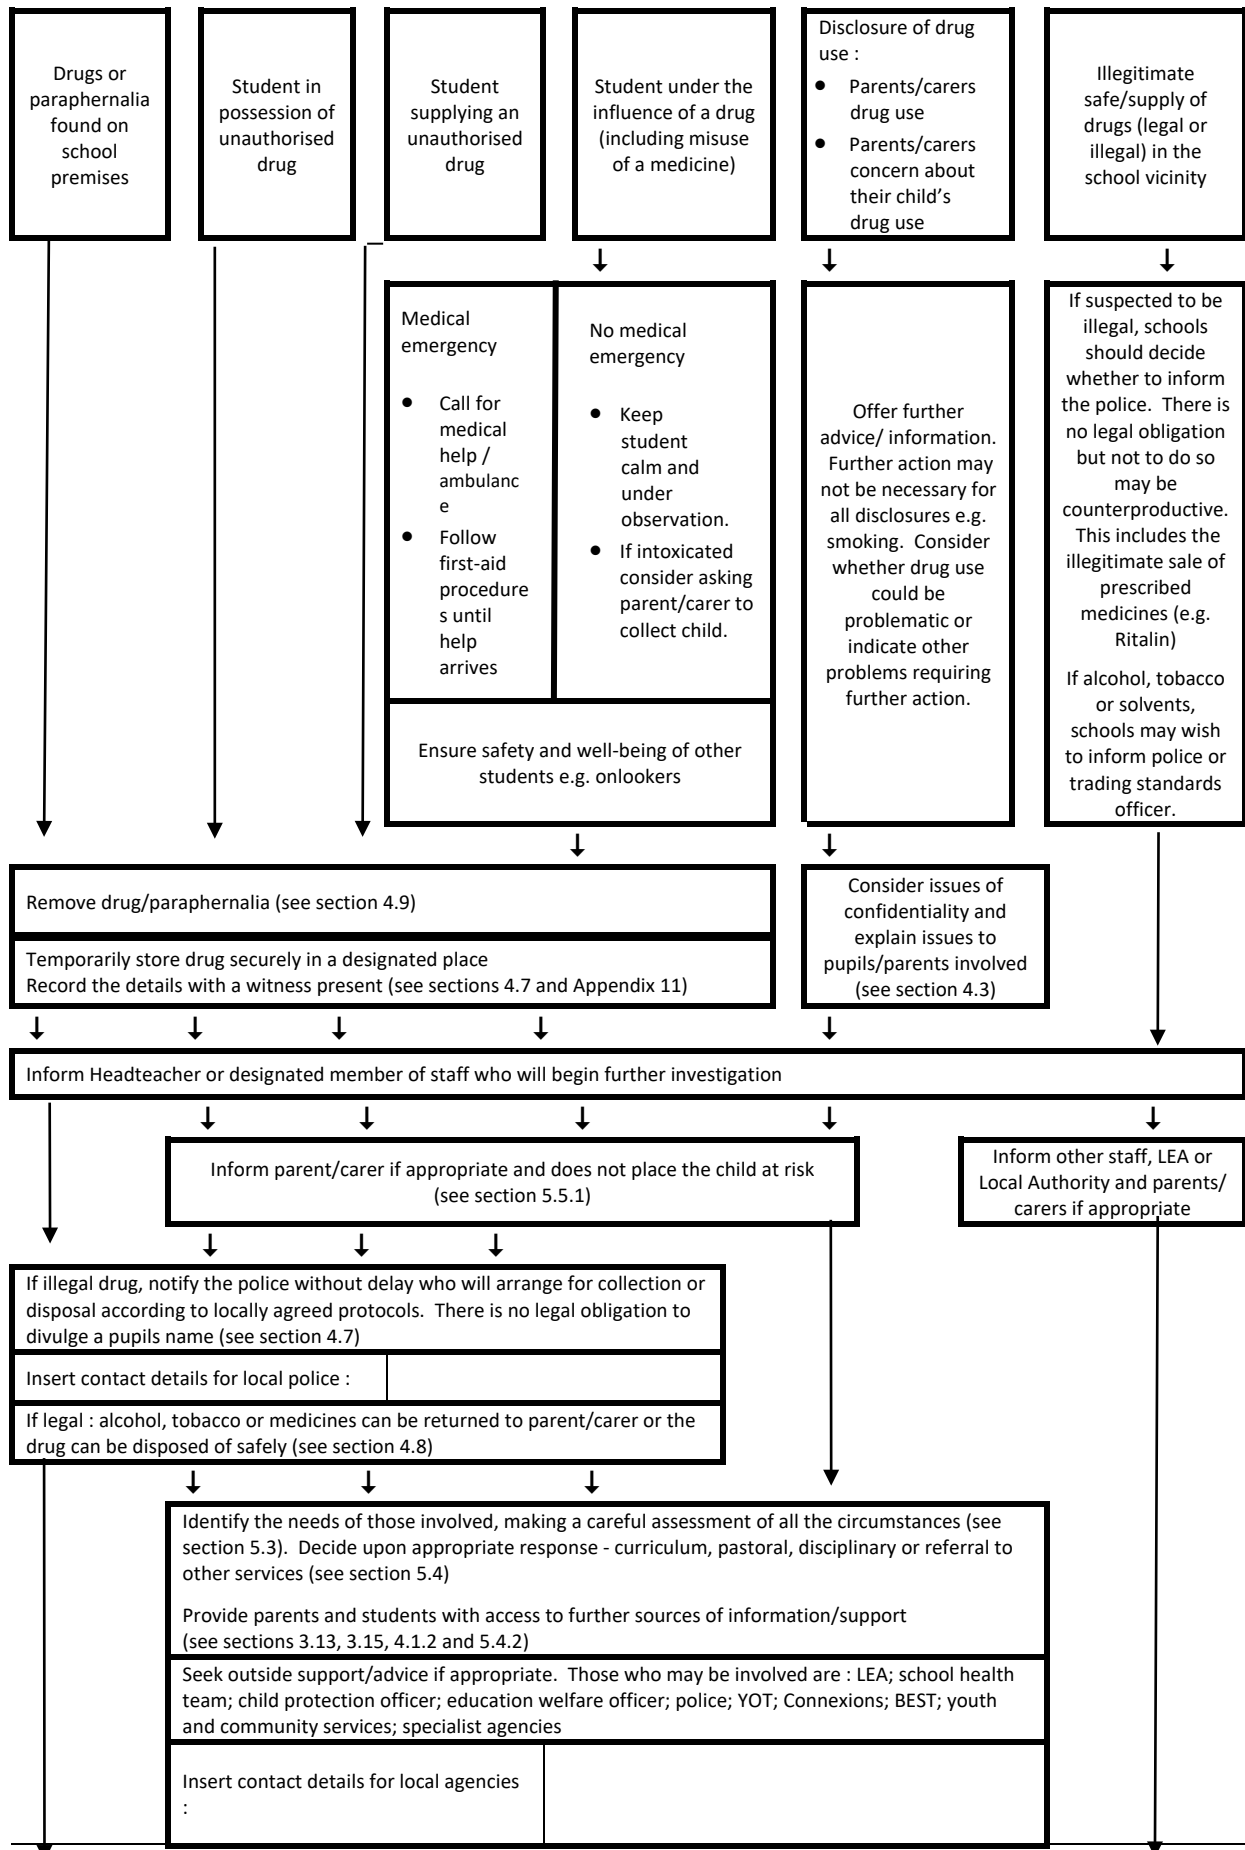 Drugs or
paraphernalia
found on
school
premises
Student in
possession of
unauthorised
drug
Student
supplying an
unauthorised
drug
Student under the
influence of a drug
(including misuse
of a medicine)
Disclosure of drug
use :
● Parents/carers
drug use
● Parents/carers
concern about
their child’s
drug use
Illegitimate
safe/supply of
drugs (legal or
illegal) in the
school vicinity
Medical
emergency
● Call for
medical
help /
ambulanc
e
● Follow
first-aid
procedure
s until
help
arrives
No medical
emergency
● Keep
student
calm and
under
observation.
● If intoxicated
consider asking
parent/carer to
collect child.
Ensure safety and well-being of other
students e.g. onlookers
Offer further
advice/ information.
Further action may
not be necessary for
all disclosures e.g.
smoking. Consider
whether drug use
could be
problematic or
indicate other
problems requiring
further action.
If suspected to be
illegal, schools
should decide
whether to inform
the police. There is
no legal obligation
but not to do so
may be
counterproductive.
This includes the
illegitimate sale of
prescribed
medicines (e.g.
Ritalin)
If alcohol, tobacco
or solvents,
schools may wish
to inform police or
trading standards
officer.
Remove drug/paraphernalia (see section 4.9)
Temporarily store drug securely in a designated place
Record the details with a witness present (see sections 4.7 and Appendix 11)
Consider issues of
confidentiality and
explain issues to
pupils/parents involved
(see section 4.3)
Inform Headteacher or designated member of staff who will begin further investigation
Inform parent/carer if appropriate and does not place the child at risk
(see section 5.5.1)
Inform other staff, LEA or
Local Authority and parents/
carers if appropriate
If illegal drug, notify the police without delay who will arrange for collection or
disposal according to locally agreed protocols. There is no legal obligation to
divulge a pupils name (see section 4.7)
Insert contact details for local police :
If legal : alcohol, tobacco or medicines can be returned to parent/carer or the
drug can be disposed of safely (see section 4.8)
Identify the needs of those involved, making a careful assessment of all the circumstances (see
section 5.3). Decide upon appropriate response - curriculum, pastoral, disciplinary or referral to
other services (see section 5.4)
Provide parents and students with access to further sources of information/support
(see sections 3.13, 3.15, 4.1.2 and 5.4.2)
Seek outside support/advice if appropriate. Those who may be involved are : LEA; school health
team; child protection officer; education welfare officer; police; YOT; Connexions; BEST; youth
and community services; specialist agencies
Insert contact details for local agencies
: